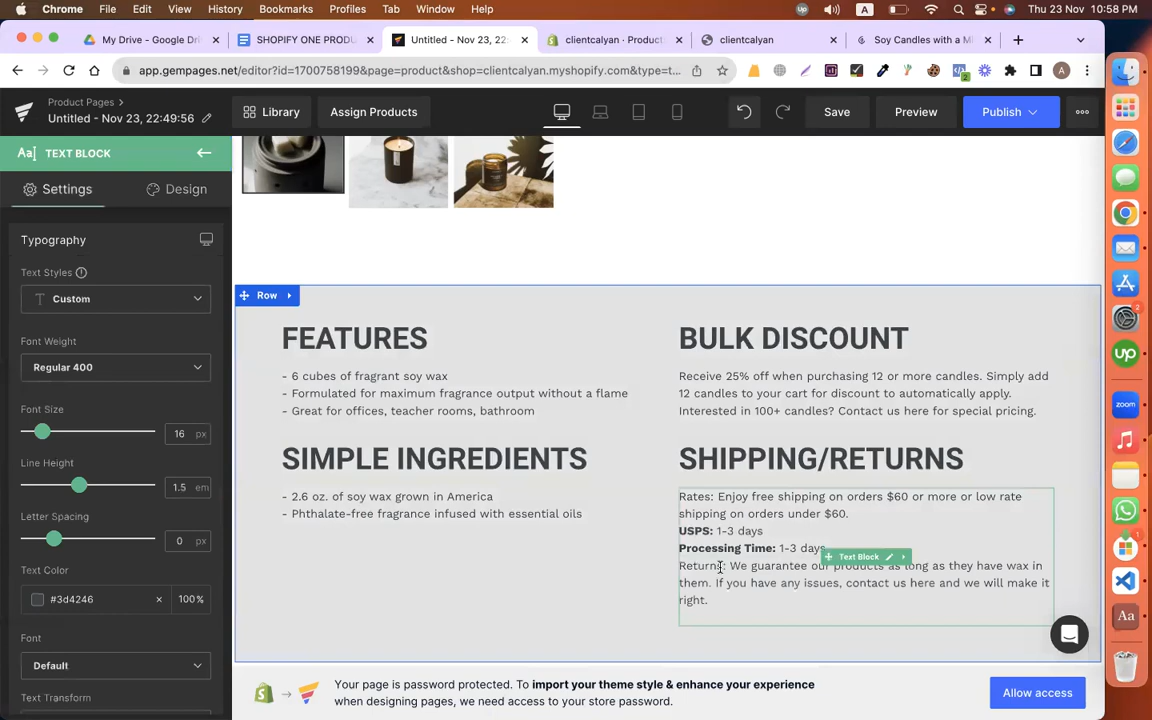 Chrome File Edit View History Bookmarks Profiles Tab Window Help
A Thu 23 Nov 10:58 PM
My Drive - Google Dri
SHOPIFY ONE PRODU
Untitled - Nov 23, 22
clientcalyan · Product
clientcalyan
Soy Candles with a Mi
app.gempages.net/editor?id=1700758199&page=product&shop=clientcalyan.myshopify.com&type=t...
Product Pages
Untitled - Nov 23, 22:49:56
Library
Assign Products
Save
Preview
Publish
Aa TEXT BLOCK
Settings
Design
Typography
Text Styles
Custom
Font Weight
Regular 400
Font Size
16 px
Line Height
1.5 em
Letter Spacing
0 px
Text Color
#3d4246 100%
Font
Default
Text Transform
Row
FEATURES
- 6 cubes of fragrant soy wax
- Formulated for maximum fragrance output without a flame
- Great for offices, teacher rooms, bathroom
SIMPLE INGREDIENTS
- 2.6 oz. of soy wax grown in America
- Phthalate-free fragrance infused with essential oils
BULK DISCOUNT
Receive 25% off when purchasing 12 or more candles. Simply add
12 candles to your cart for discount to automatically apply.
Interested in 100+ candles? Contact us here for special pricing.
SHIPPING/RETURNS
Rates: Enjoy free shipping on orders $60 or more or low rate
shipping on orders under $60.
USPS: 1-3 days
Processing Time: 1-3 days
Text Block
Returns: We guarantee our products as long as they have wax in
them. If you have any issues, contact us here and we will make it
right.
Your page is password protected. To import your theme style & enhance your experience
when designing pages, we need access to your store password.
Allow access
up
zoom
Aa